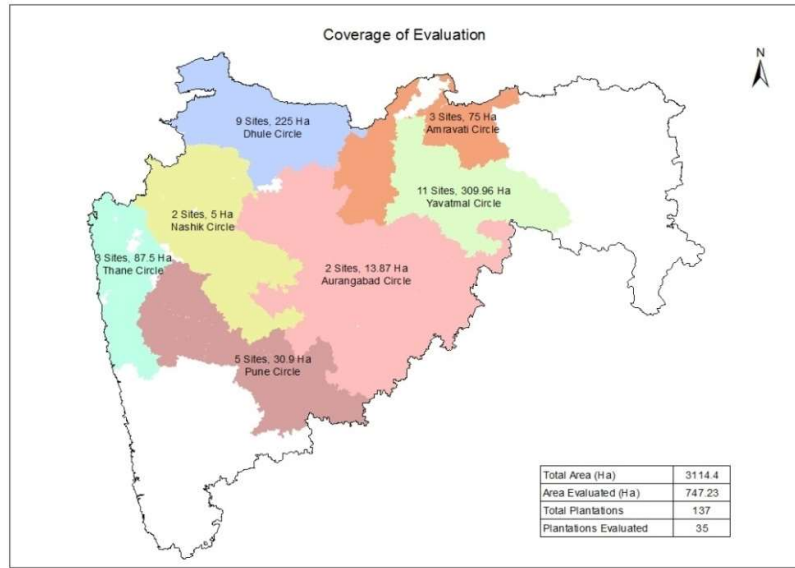 Coverage of Evaluation
N
9 Sites, 225 Ha
Dhule Circle
3 Sites, 75 Ha
Amravati Circle
11 Sites, 309.96 Ha
Yavatmal Circle
2 Sites, 5 Ha
Nashik Circle
3 Sites, 87.5 Ha
Thane Circle
2 Sites, 13.87 Ha
Aurangabad Circle
5 Sites, 30.9 Ha
Pune Circle
Total Area (Ha) 3114.4
Area Evaluated (Ha) 747.23
Total Plantations 137
Plantations Evaluated 35